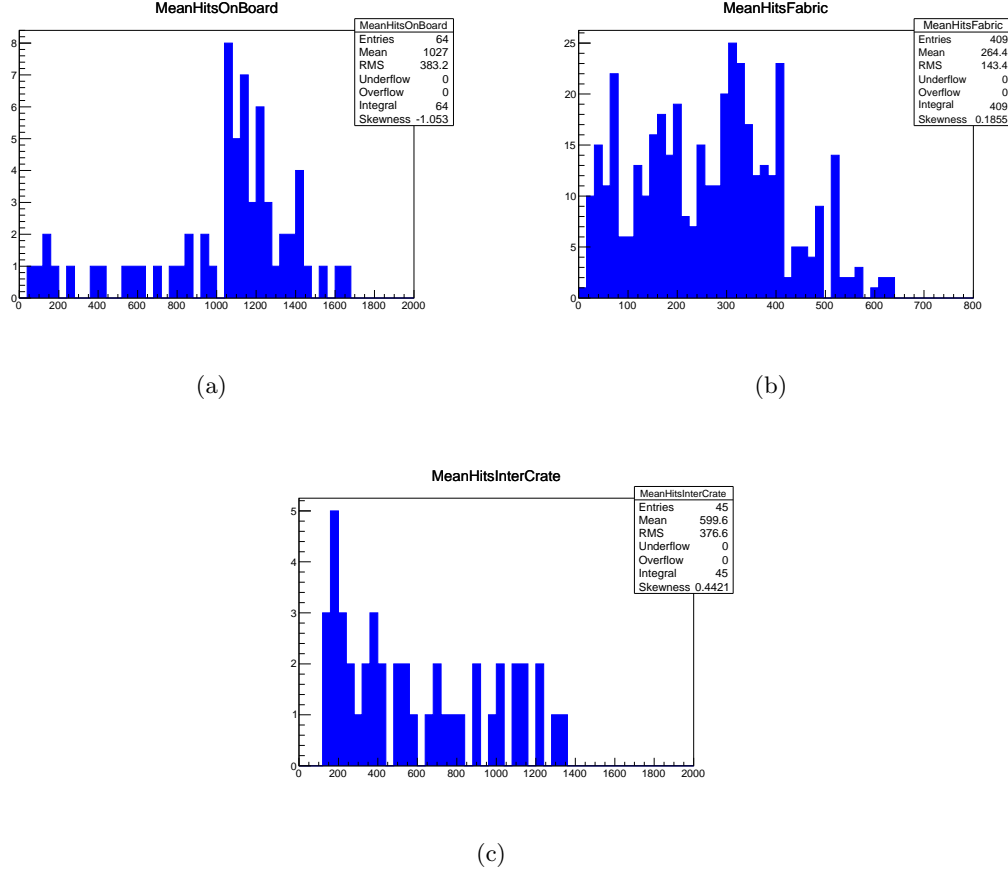 MeanHitsOnBoard
MeanHitsOnBoard
Entries 64
Mean 1027
RMS 383.2
Underflow 0
Overflow 0
Integral 64
Skewness -1.053
8
7
6
5
4
3
2
1
0
0 200 400 600 800 1000 1200 1400 1600 1800 2000
(a)
MeanHitsFabric
MeanHitsFabric
Entries 409
Mean 264.4
RMS 143.4
Underflow 0
Overflow 0
Integral 409
Skewness 0.1855
25
20
15
10
5
0
0 100 200 300 400 500 600 700 800
(b)
MeanHitsInterCrate
MeanHitsInterCrate
Entries 45
Mean 599.6
RMS 376.6
Underflow 0
Overflow 0
Integral 45
Skewness 0.4421
5
4
3
2
1
0
0 200 400 600 800 1000 1200 1400 1600 1800 2000
(c)